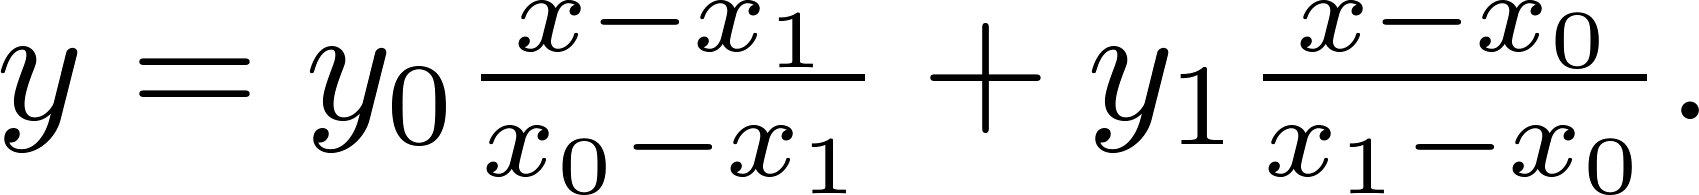 $y = y_0 \frac{x - x_1}{x_0 - x_1} + y_1 \frac{x - x_0}{x_1 - x_0}.$